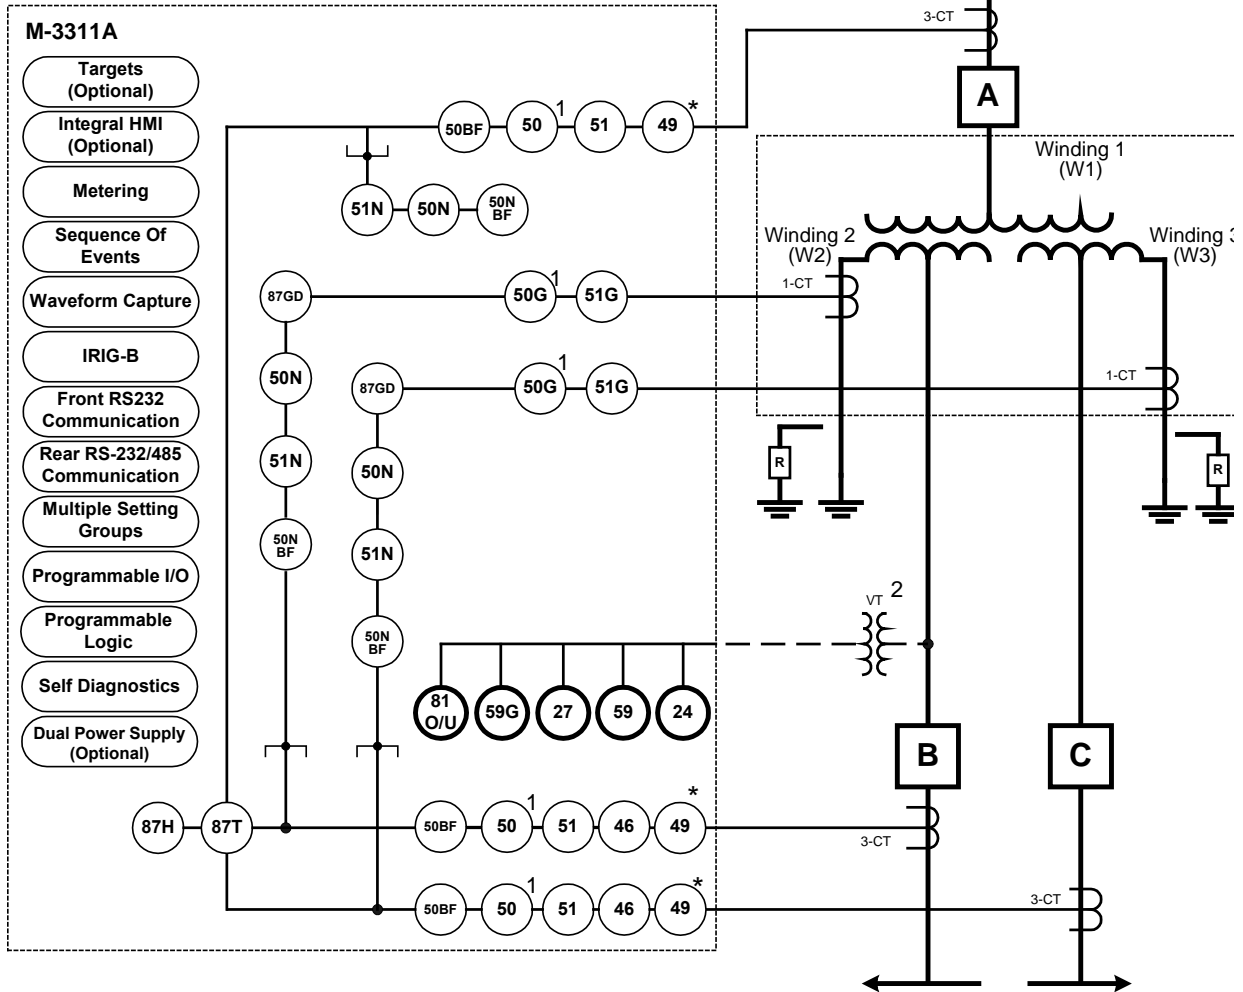 M-3311A
Targets
(Optional)
Integral HMI
(Optional)
Metering
Sequence Of
Events
Waveform Capture
IRIG-B
Front RS232
Communication
Rear RS-232/485
Communication
Multiple Setting
Groups
Programmable I/O
Programmable
Logic
Self Diagnostics
Dual Power Supply
(Optional)
3-CT
A
50BF 50 1 51 49 *
51N 50N 50N
BF
Winding 1
(W1)
Winding 2
(W2)
Winding 3
(W3)
87GD 50G 1 51G 1-CT
50N
51N
50N
BF
87GD 50G 1 51G 1-CT
50N
51N
50N
BF
R
R
VT 2
81
O/U
59G 27 59 24
B
C
87H 87T 50BF 50 1 51 46 49 * 3-CT
50BF 50 1 51 46 49 * 3-CT